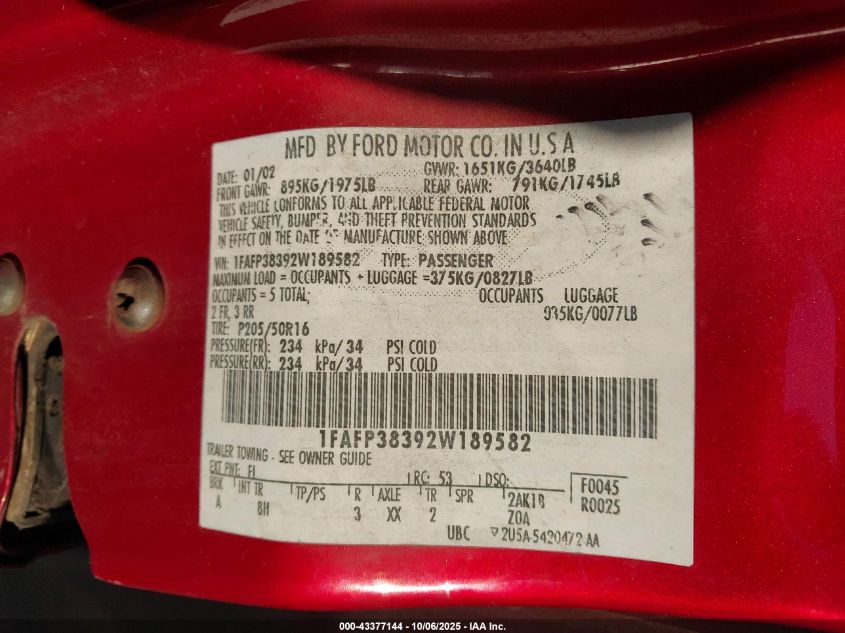 MFD BY FORD MOTOR CO. IN U.S.A
DATE: 01/02 GVWR: 1651KG/3640LB
FRONT GAWR: 895KG/1975LB REAR GAWR: 791KG/1745LB
THIS VEHICLE CONFORMS TO ALL APPLICABLE FEDERAL MOTOR
VEHICLE SAFETY, BUMPER, AND THEFT PREVENTION STANDARDS
IN EFFECT ON THE DATE OF MANUFACTURE SHOWN ABOVE
VIN: 1FAFP38392W189582 TYPE: PASSENGER
MAXIMUM LOAD = OCCUPANTS + LUGGAGE =375KG/0827LB
OCCUPANTS = 5 TOTAL; OCCUPANTS LUGGAGE
2 FR, 3 RR 035KG/0077LB
TIRE: P205/50R16
PRESSURE(FR): 234 kPa/34 PSI COLD
PRESSURE(RR): 234 kPa/34 PSI COLD
1FAFP38392W189582
TRAILER TOWING - SEE OWNER GUIDE
EXT PNT: FI RC: 53 DSO: F0045
BRK INT TR TP/PS R AXLE TR SPR 2AK1B R0025
A 8H 3 XX 2 Z0A
UBC ▽2U5A-5420472-AA
000-43377144 - 10/06/2025 - IAA Inc.